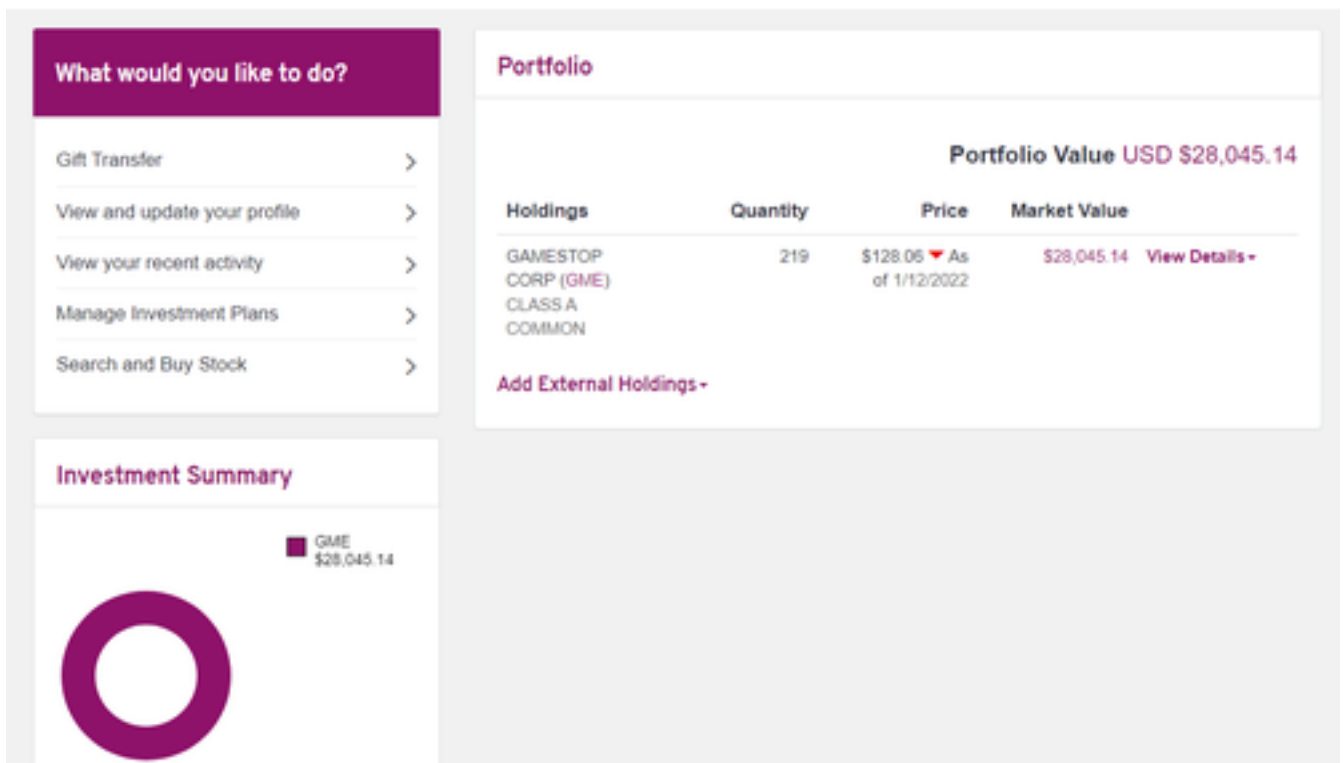 What would you like to do?
Gift Transfer
View and update your profile
View your recent activity
Manage Investment Plans
Search and Buy Stock
Investment Summary
GME
$28,045.14
Portfolio
Portfolio Value USD $28,045.14
Holdings Quantity Price Market Value
GAMESTOP 219 $128.06 As $28,045.14 View Details
CORP (GME) of 1/12/2022
CLASS A
COMMON
Add External Holdings